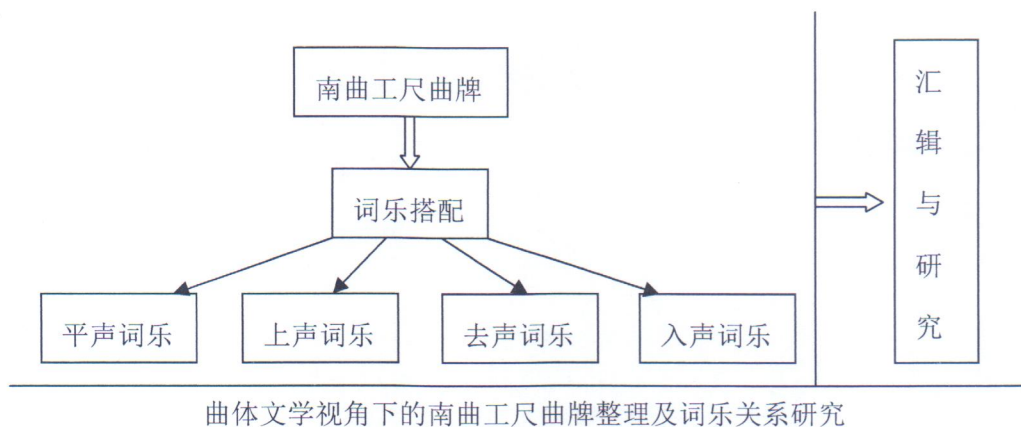 南曲工尺曲牌
词乐搭配
平声词乐
上声词乐
去声词乐
入声词乐
汇辑与研究
曲体文学视角下的南曲工尺曲牌整理及词乐关系研究